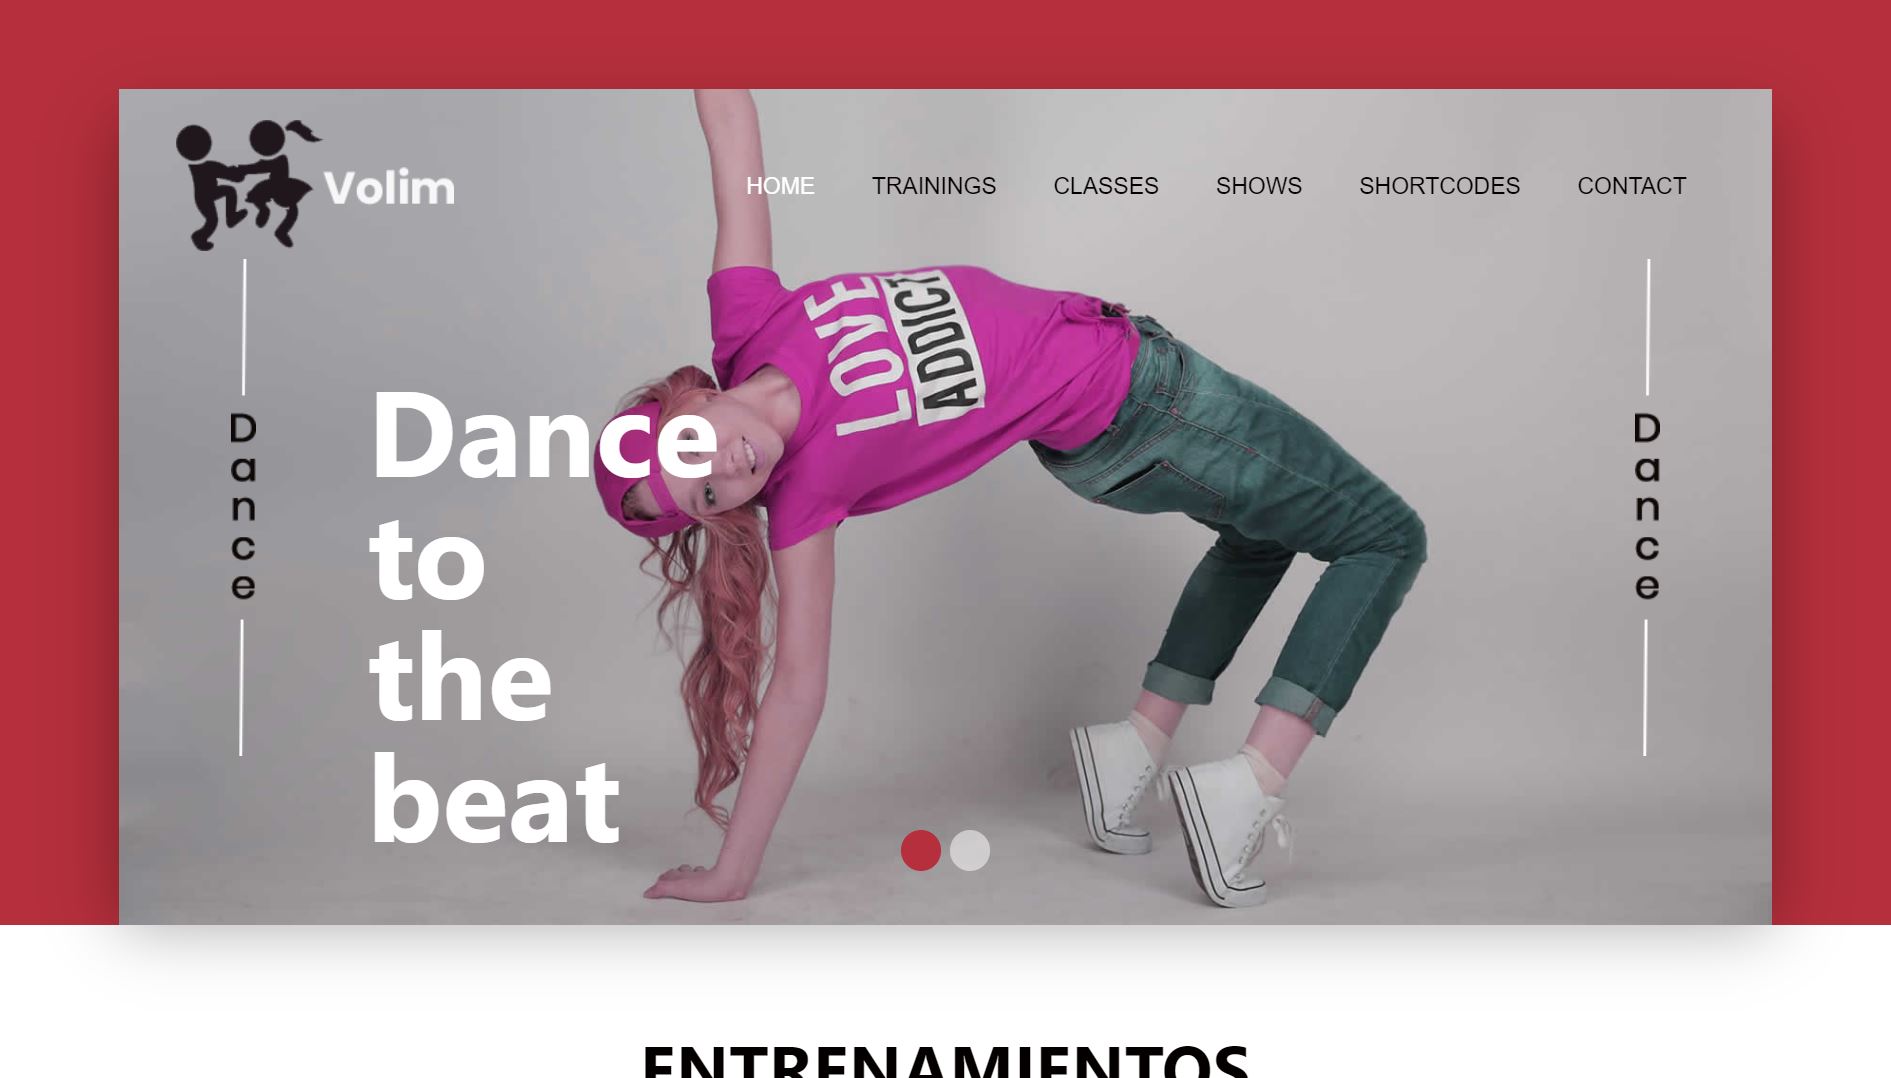 Volim
HOME TRAININGS CLASSES SHOWS SHORTCODES CONTACT
LOVE
ADDICT
Dance
Dance
to
the
beat
Dance
ENTRENAMIENTOS